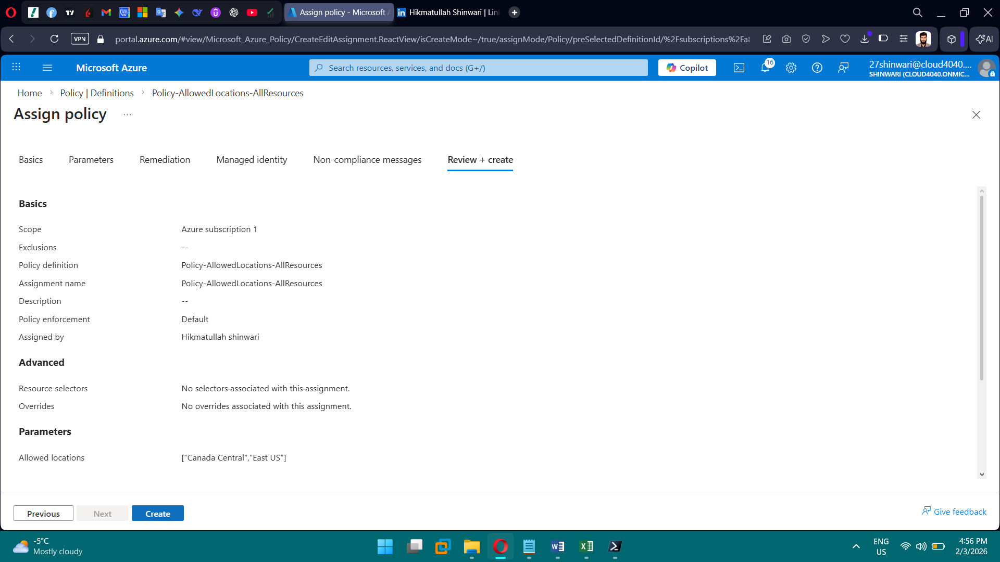 Assign policy - Microsoft A
Hikmatullah Shinwari | Lin
VPN
portal.azure.com/#view/Microsoft_Azure_Policy/CreateEditAssignment.ReactView/isCreateMode~/true/assignMode/Policy/preSelectedDefinitionId/%2Fsubscriptions%2Fa
AI
Microsoft Azure
Search resources, services, and docs (G+/)
Copilot
16
27shinwari@cloud4040....
SHINWARI (CLOUD4040.ONMIC...
Home > Policy | Definitions > Policy-AllowedLocations-AllResources
Assign policy ...
Basics Parameters Remediation Managed identity Non-compliance messages Review + create
Basics
Scope Azure subscription 1
Exclusions --
Policy definition Policy-AllowedLocations-AllResources
Assignment name Policy-AllowedLocations-AllResources
Description --
Policy enforcement Default
Assigned by Hikmatullah shinwari
Advanced
Resource selectors No selectors associated with this assignment.
Overrides No overrides associated with this assignment.
Parameters
Allowed locations ["Canada Central","East US"]
Previous Next Create
Give feedback
-5°C
Mostly cloudy
ENG
US
4:56 PM
2/3/2026